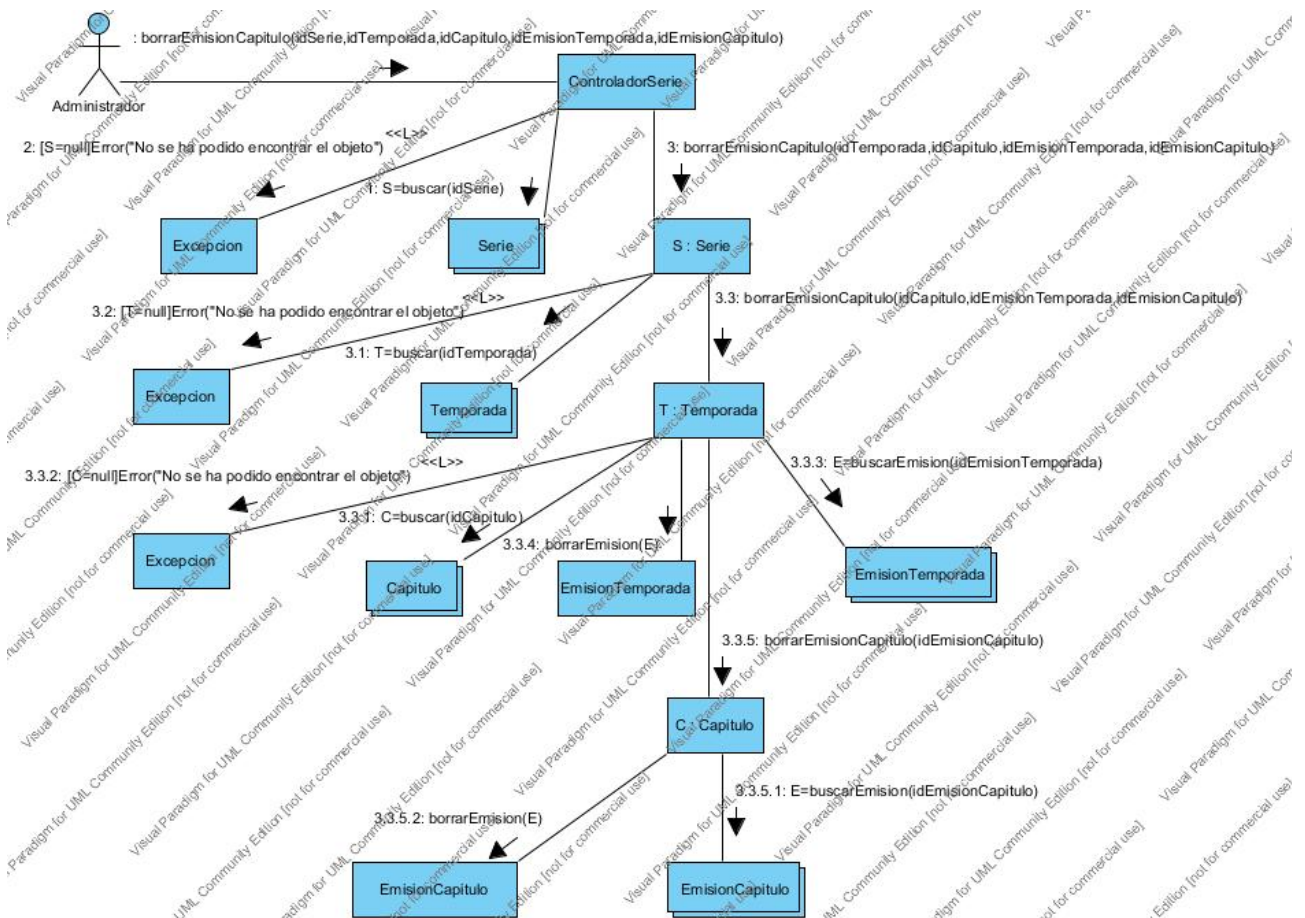 : borrarEmisionCapitulo(idSerie,idTemporada,idCapitulo,idEmisionTemporada,idEmisionCapitulo)
Administrador
ControladorSerie
<<L>>
2: [S=null]Error("No se ha podido encontrar el objeto")
3: borrarEmisionCapitulo(idTemporada,idCapitulo,idEmisionTemporada,idEmisionCapitulo)
1: S=buscar(idSerie)
Excepcion
Serie
S : Serie
<<L>>
3.2: [T=null]Error("No se ha podido encontrar el objeto")
3.3: borrarEmisionCapitulo(idCapitulo,idEmisionTemporada,idEmisionCapitulo)
3.1: T=buscar(idTemporada)
Excepcion
Temporada
T : Temporada
<<L>>
3.3.2: [C=null]Error("No se ha podido encontrar el objeto")
3.3.3: E=buscarEmision(idEmisionTemporada)
3.3.1: C=buscar(idCapitulo)
3.3.4: borrarEmision(E)
Excepcion
Capitulo
EmisionTemporada
EmisionTemporada
3.3.5: borrarEmisionCapitulo(idEmisionCapitulo)
C : Capitulo
3.3.5.1: E=buscarEmision(idEmisionCapitulo)
3.3.5.2: borrarEmision(E)
EmisionCapitulo
EmisionCapitulo
Visual Paradigm for UML Community Edition [not for commercial use]